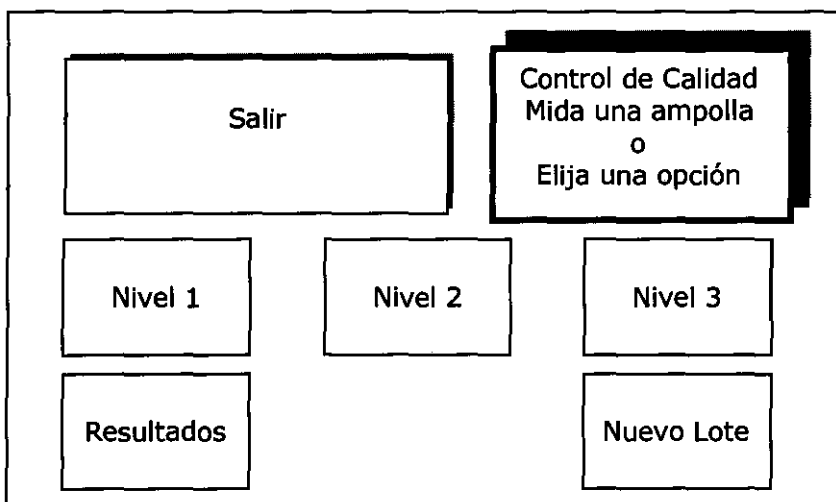 Salir
Control de Calidad
Mida una ampolla
o
Elija una opción
Nivel 1
Nivel 2
Nivel 3
Resultados
Nuevo Lote